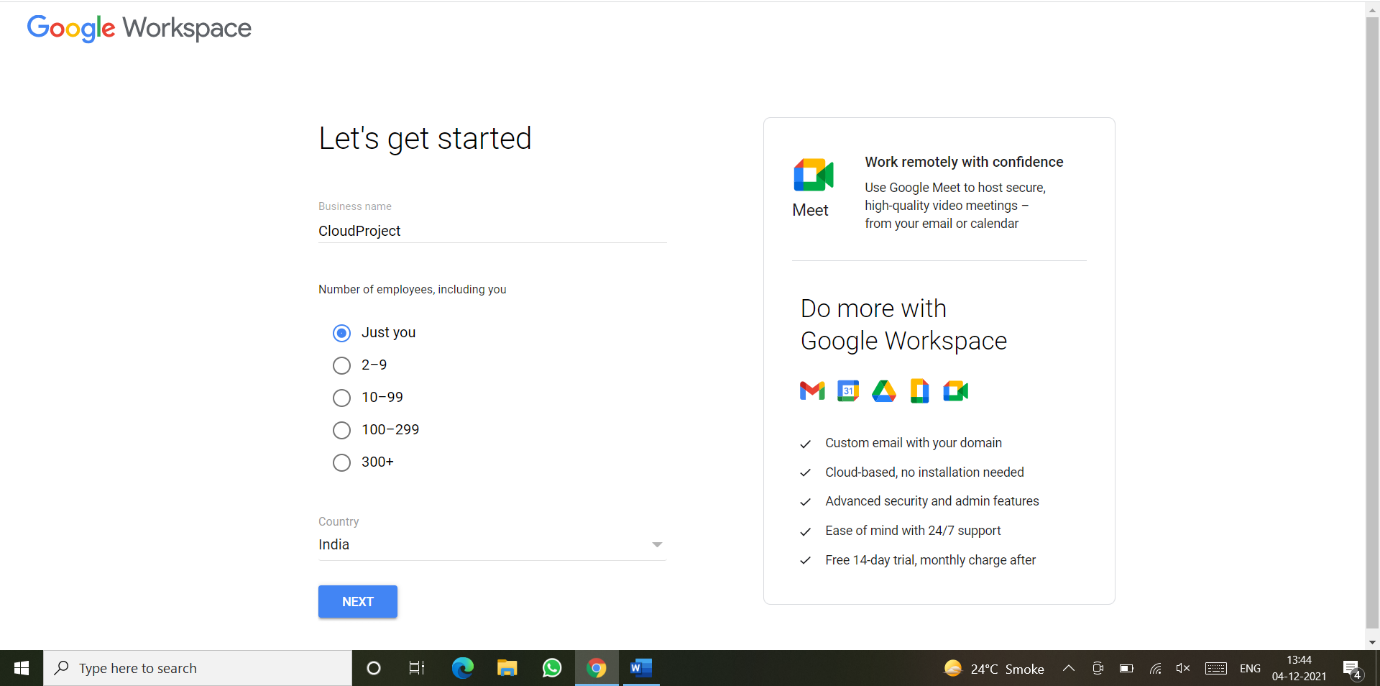 Google Workspace
Let's get started
Business name
CloudProject
Number of employees, including you
Just you
2–9
10–99
100–299
300+
Country
India
NEXT
Meet
Work remotely with confidence
Use Google Meet to host secure,
high-quality video meetings –
from your email or calendar
Do more with
Google Workspace
31
Custom email with your domain
Cloud-based, no installation needed
Advanced security and admin features
Ease of mind with 24/7 support
Free 14-day trial, monthly charge after
Type here to search
W
24°C Smoke
ENG
13:44
04-12-2021
4